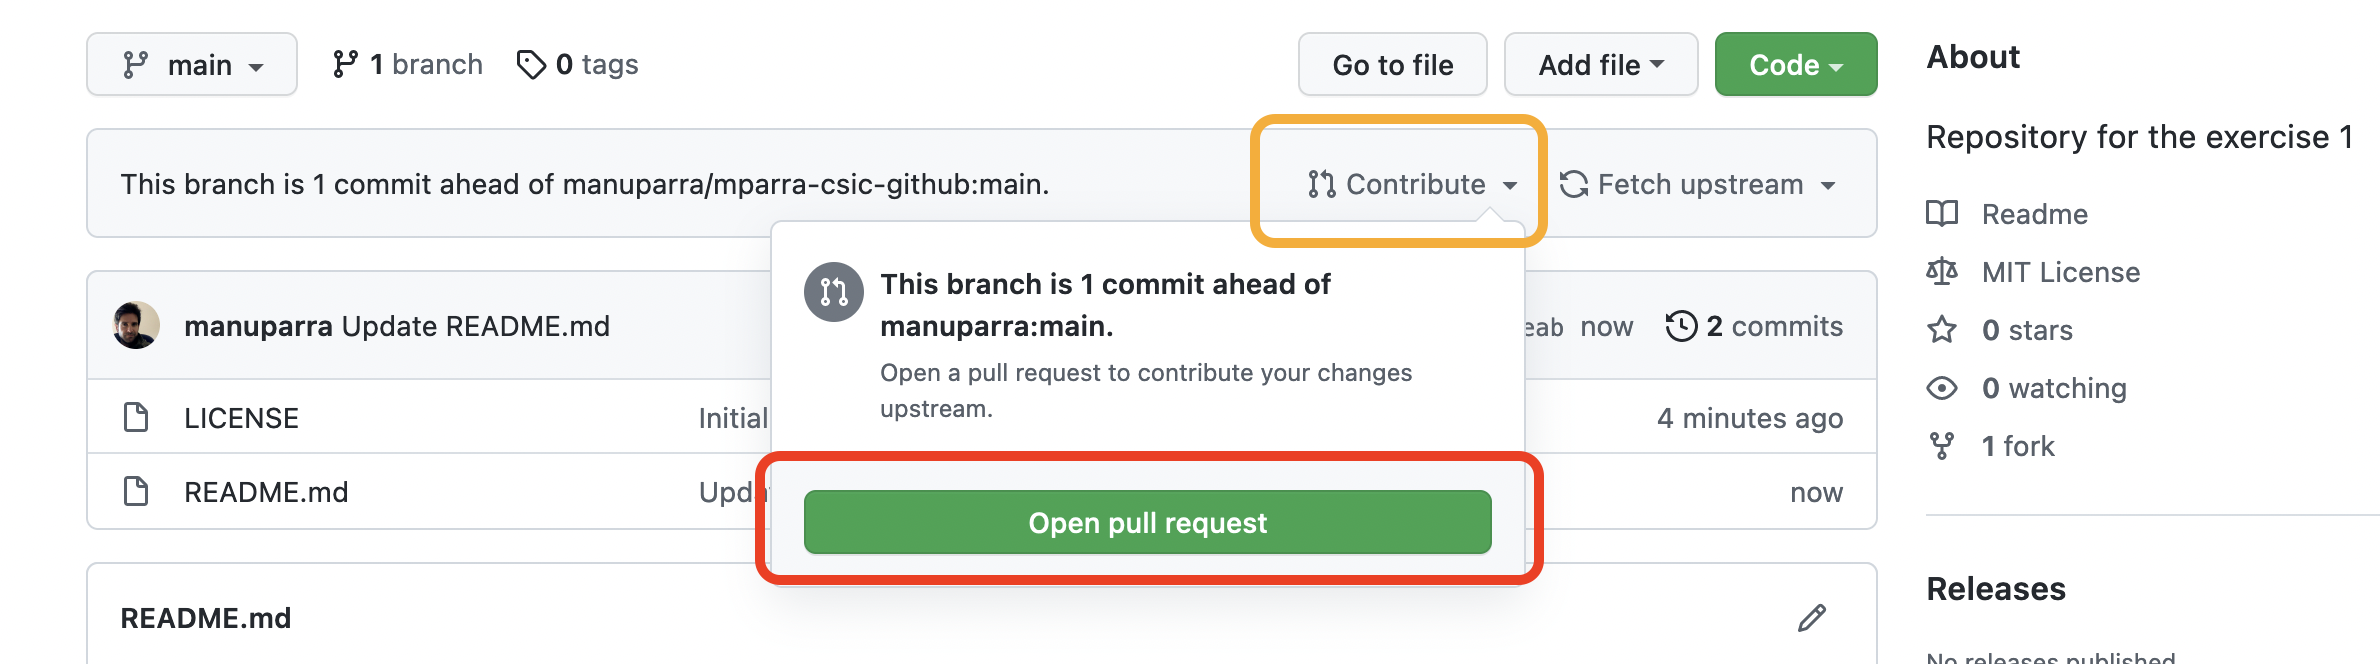 main
1 branch
0 tags
Go to file
Add file
Code
This branch is 1 commit ahead of manuparra/mparra-csic-github:main.
Contribute
Fetch upstream
This branch is 1 commit ahead of
manuparra:main.
Open a pull request to contribute your changes
upstream.
Open pull request
manuparra Update README.md
eab now
2 commits
LICENSE
Initial
4 minutes ago
README.md
Upda
now
README.md
About
Repository for the exercise 1
Readme
MIT License
0 stars
0 watching
1 fork
Releases
No releases published